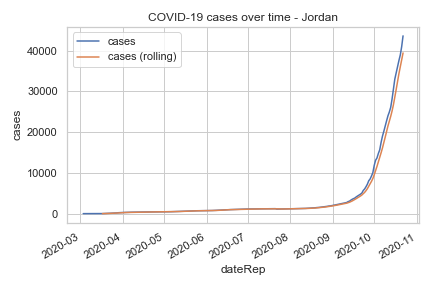 COVID-19 cases over time - Jordan
cases
cases (rolling)
cases
40000
30000
20000
10000
0
2020-03
2020-04
2020-05
2020-06
2020-07
2020-08
2020-09
2020-10
2020-11
dateRep